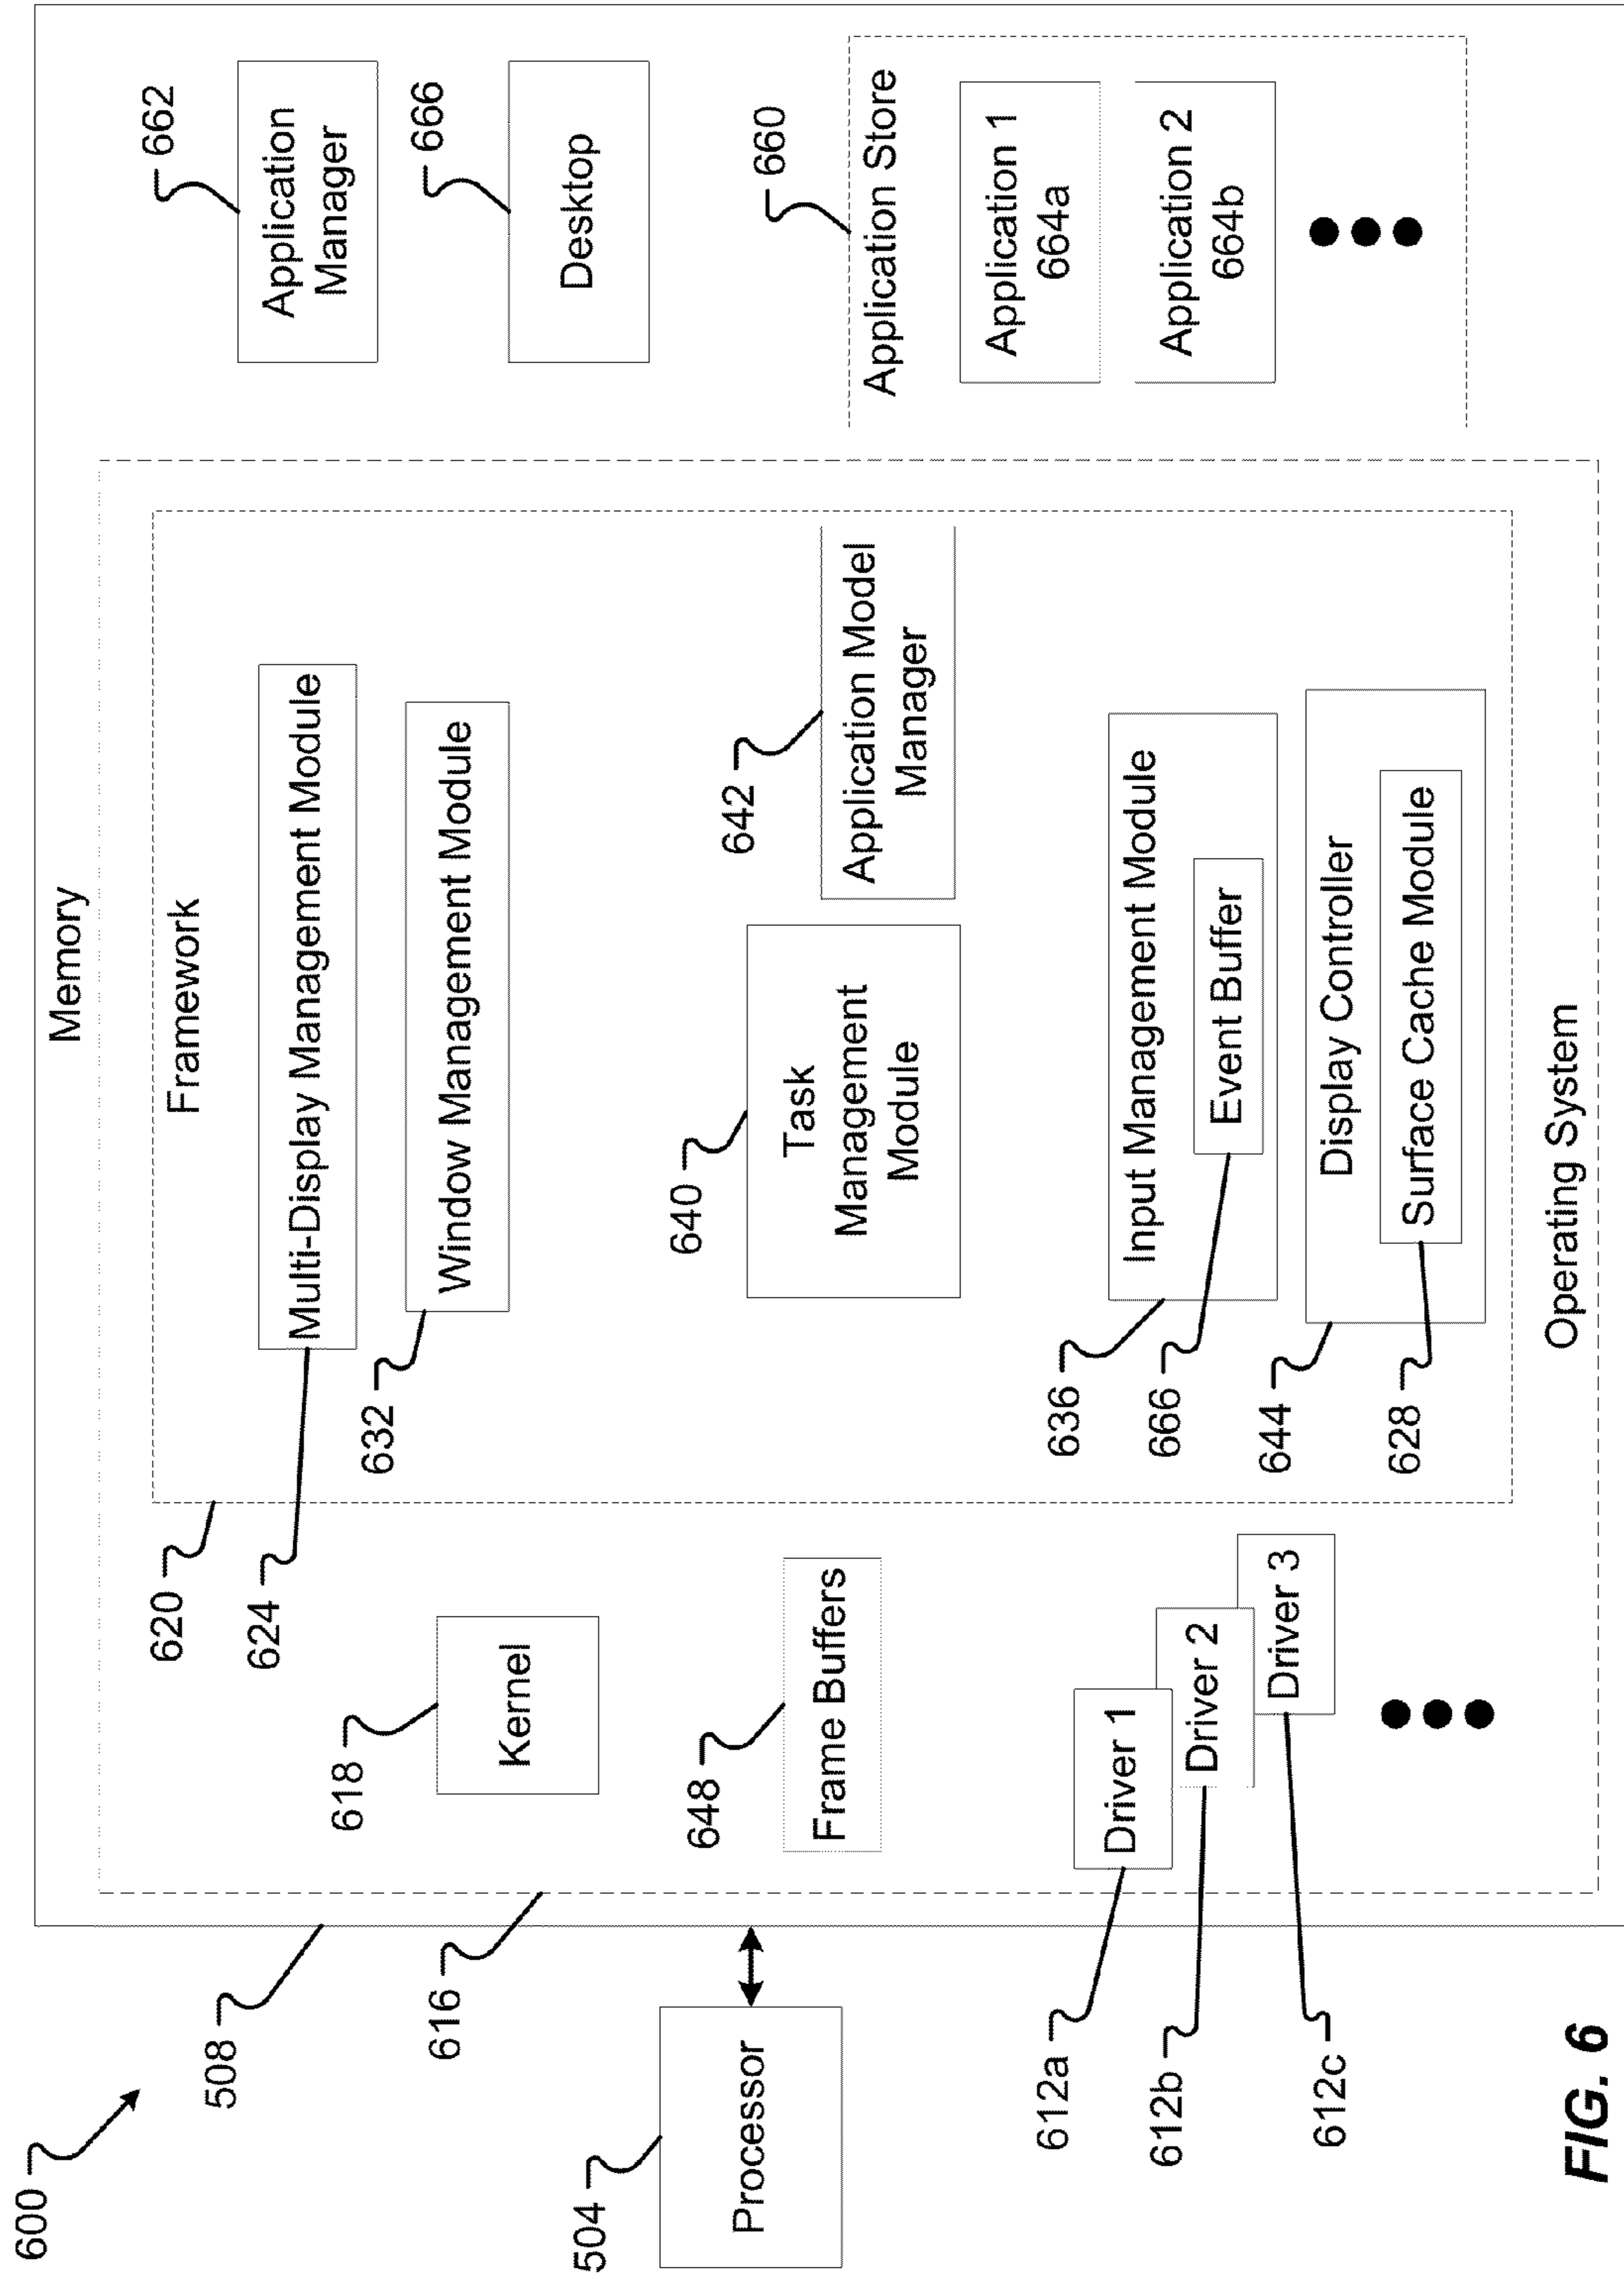 600
508
Memory
616
620
Framework
624
Multi-Display Management Module
632
Window Management Module
618
Kernel
640
Task
Management
Module
642
Application Model
Manager
648
Frame Buffers
636
Input Management Module
666
Event Buffer
644
Display Controller
628
Surface Cache Module
612a
Driver 1
612b
Driver 2
612c
Driver 3
Operating System
504
Processor
662
Application
Manager
666
Desktop
660
Application Store
Application 1
664a
Application 2
664b
FIG. 6